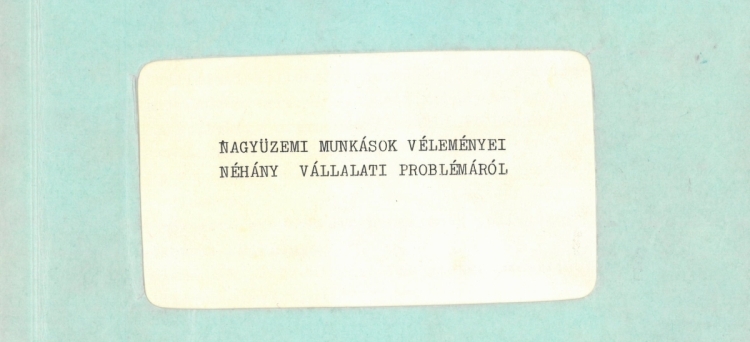 NAGYÜZEMI MUNKÁSOK VÉLEMÉNYEI
NÉHÁNY VÁLLALATI PROBLÉMÁRÓL